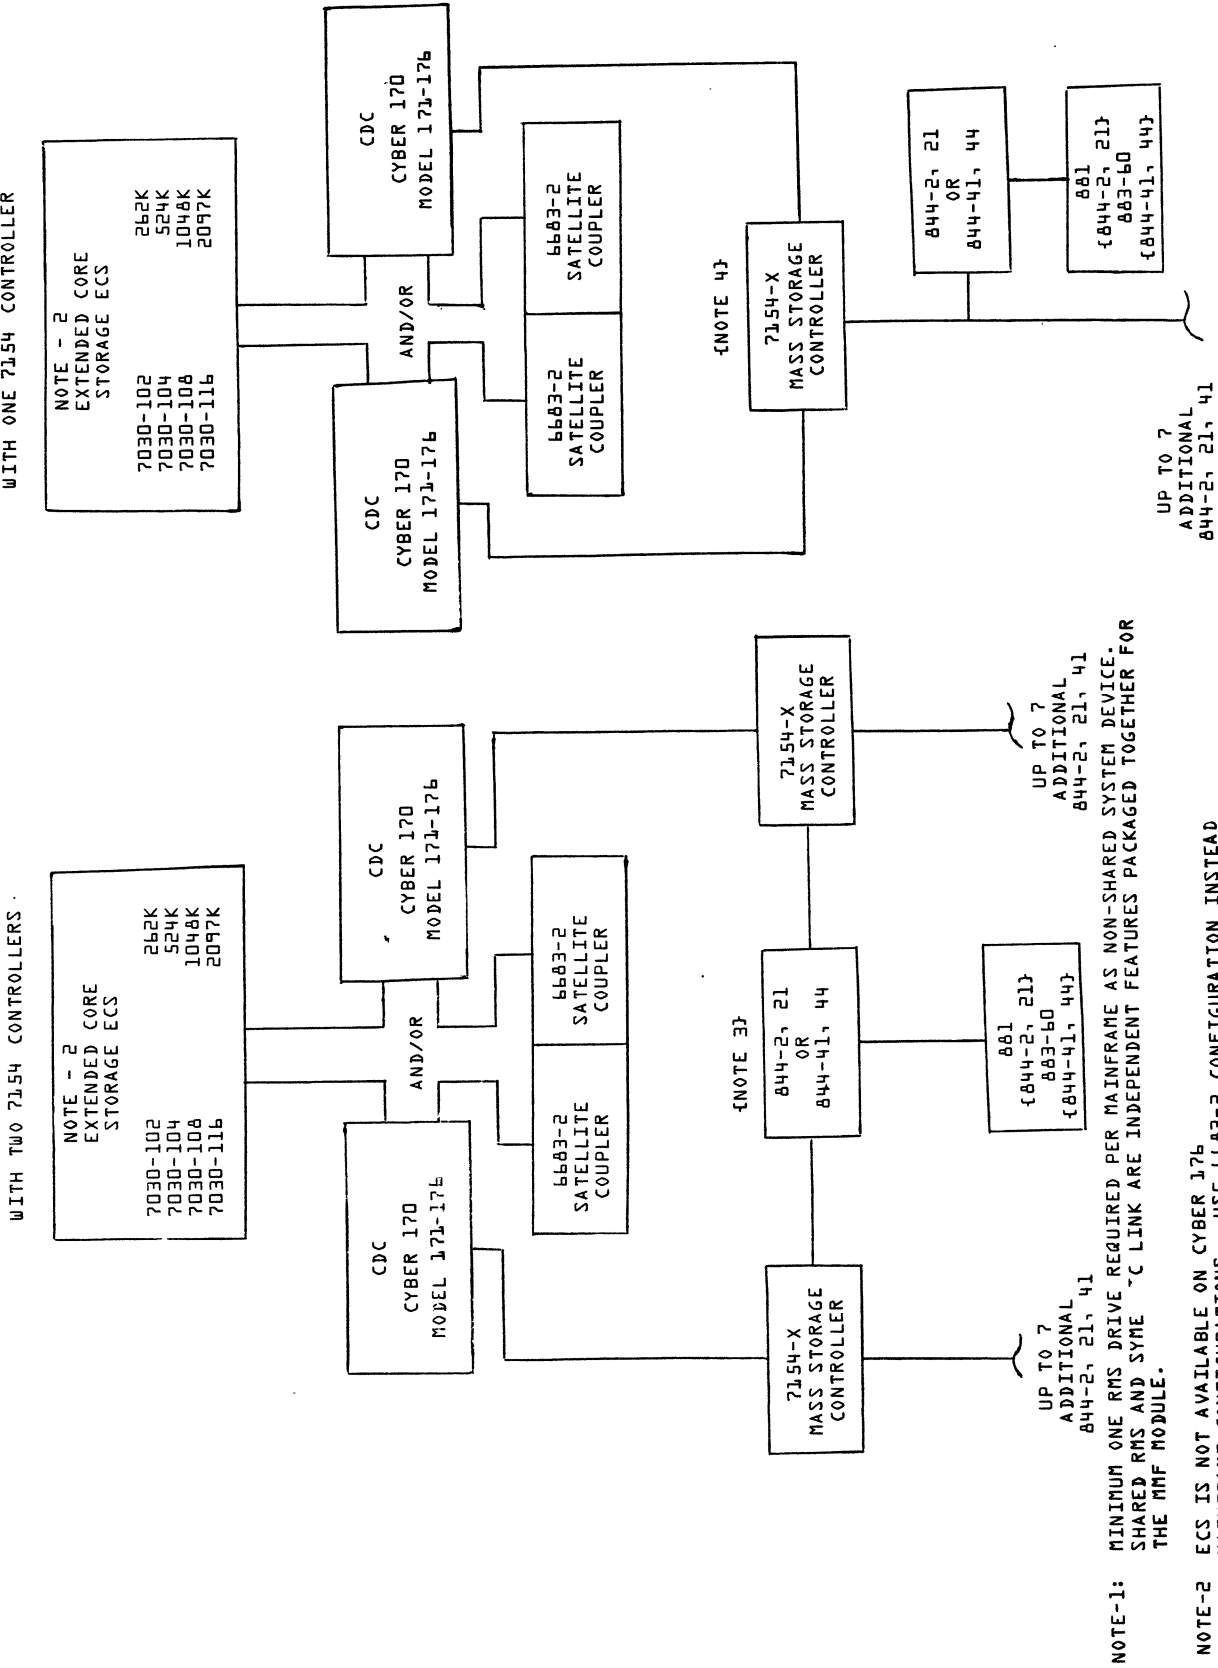 WITH TWO 7154 CONTROLLERS.
NOTE - 2
EXTENDED CORE
STORAGE ECS
7030-102 262K
7030-104 524K
7030-108 1048K
7030-116 2097K
CDC
CYBER 170
MODEL 171-176
AND/OR
CDC
CYBER 170
MODEL 171-176
6683-2
SATELLITE
COUPLER
6683-2
SATELLITE
COUPLER
{NOTE 3}
7154-X
MASS STORAGE
CONTROLLER
844-2, 21
OR
844-41, 44
7154-X
MASS STORAGE
CONTROLLER
881
{844-2, 21}
883-60
{844-41, 44}
UP TO 7
ADDITIONAL
844-2, 21, 41
UP TO 7
ADDITIONAL
844-2, 21, 41
WITH ONE 7154 CONTROLLER
NOTE - 2
EXTENDED CORE
STORAGE ECS
7030-102 262K
7030-104 524K
7030-108 1048K
7030-116 2097K
CDC
CYBER 170
MODEL 171-176
AND/OR
CDC
CYBER 170
MODEL 171-176
6683-2
SATELLITE
COUPLER
6683-2
SATELLITE
COUPLER
{NOTE 4}
7154-X
MASS STORAGE
CONTROLLER
844-2, 21
OR
844-41, 44
881
{844-2, 21}
883-60
{844-41, 44}
UP TO 7
ADDITIONAL
844-2, 21, 41
NOTE-1: MINIMUM ONE RMS DRIVE REQUIRED PER MAINFRAME AS NON-SHARED SYSTEM DEVICE.
SHARED RMS AND SYME C LINK ARE INDEPENDENT FEATURES PACKAGED TOGETHER FOR
THE MMF MODULE.
NOTE-2 ECS IS NOT AVAILABLE ON CYBER 176
CONFIGURATION INSTEAD